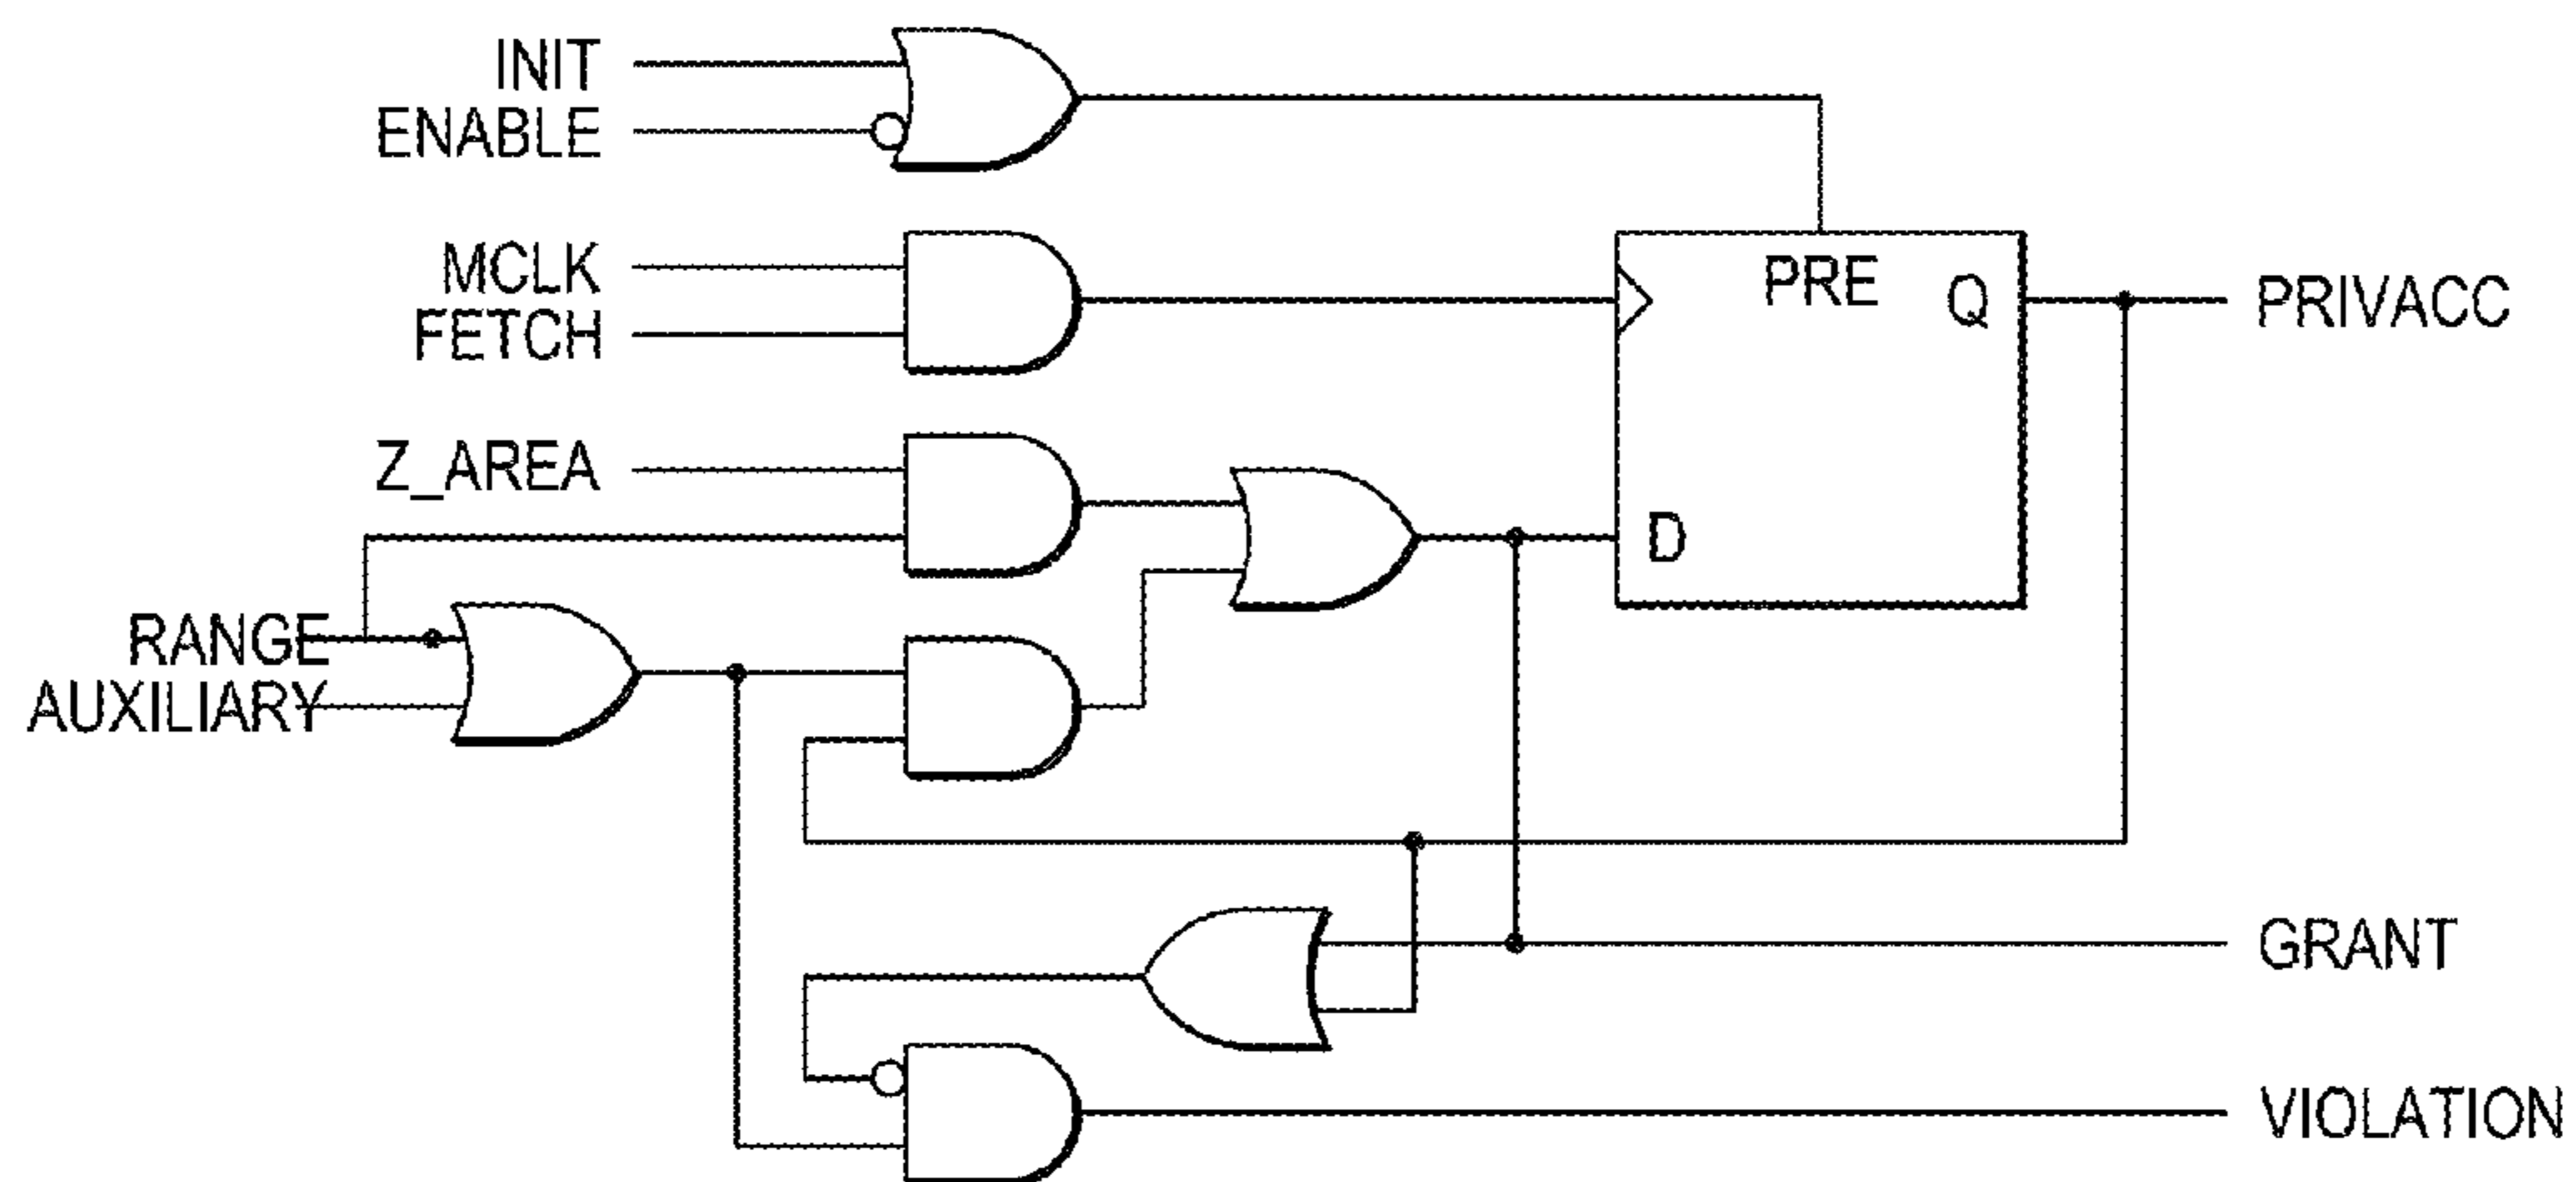 INIT
ENABLE
MCLK
FETCH
PRE
Q
PRIVACC
Z_AREA
D
RANGE
AUXILIARY
GRANT
VIOLATION